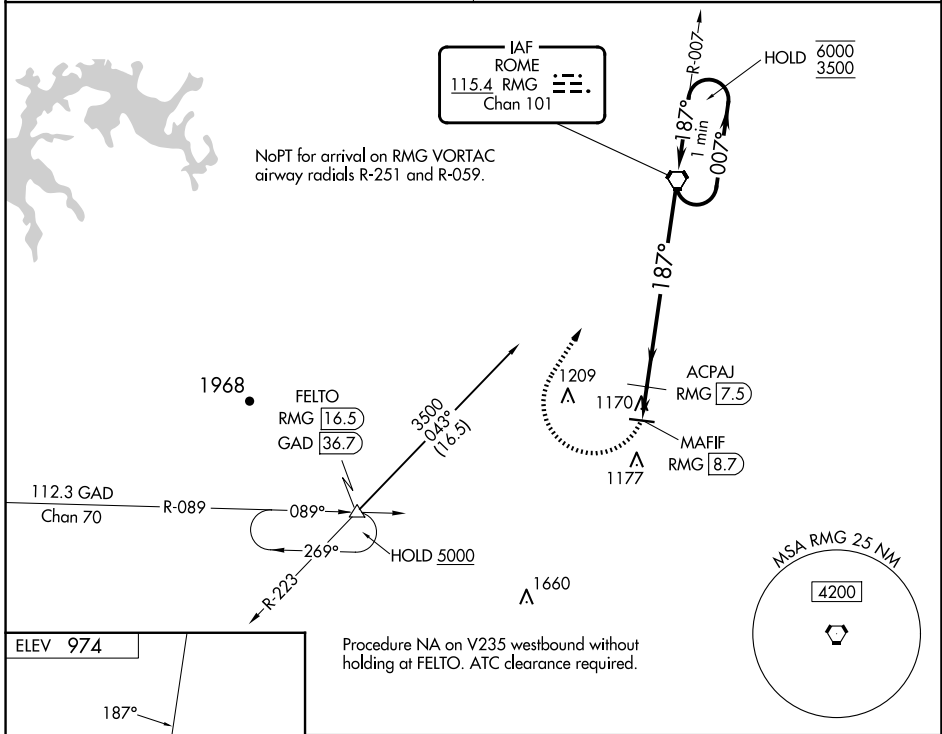 IAF
ROME
115.4 RMG
Chan 101
R-007
HOLD 6000
3500
187°
1 min
007°
NoPT for arrival on RMG VORTAC
airway radials R-251 and R-059.
187°
1968
FELTO
RMG 16.5
GAD 36.7
3500
043°
(16.5)
1209
1170
ACPAJ
RMG 7.5
MAFIF
RMG 8.7
1177
112.3 GAD
Chan 70
R-089
089°
269°
HOLD 5000
R-223
1660
MSA RMG 25 NM
4200
ELEV 974
187°
Procedure NA on V235 westbound without
holding at FELTO. ATC clearance required.